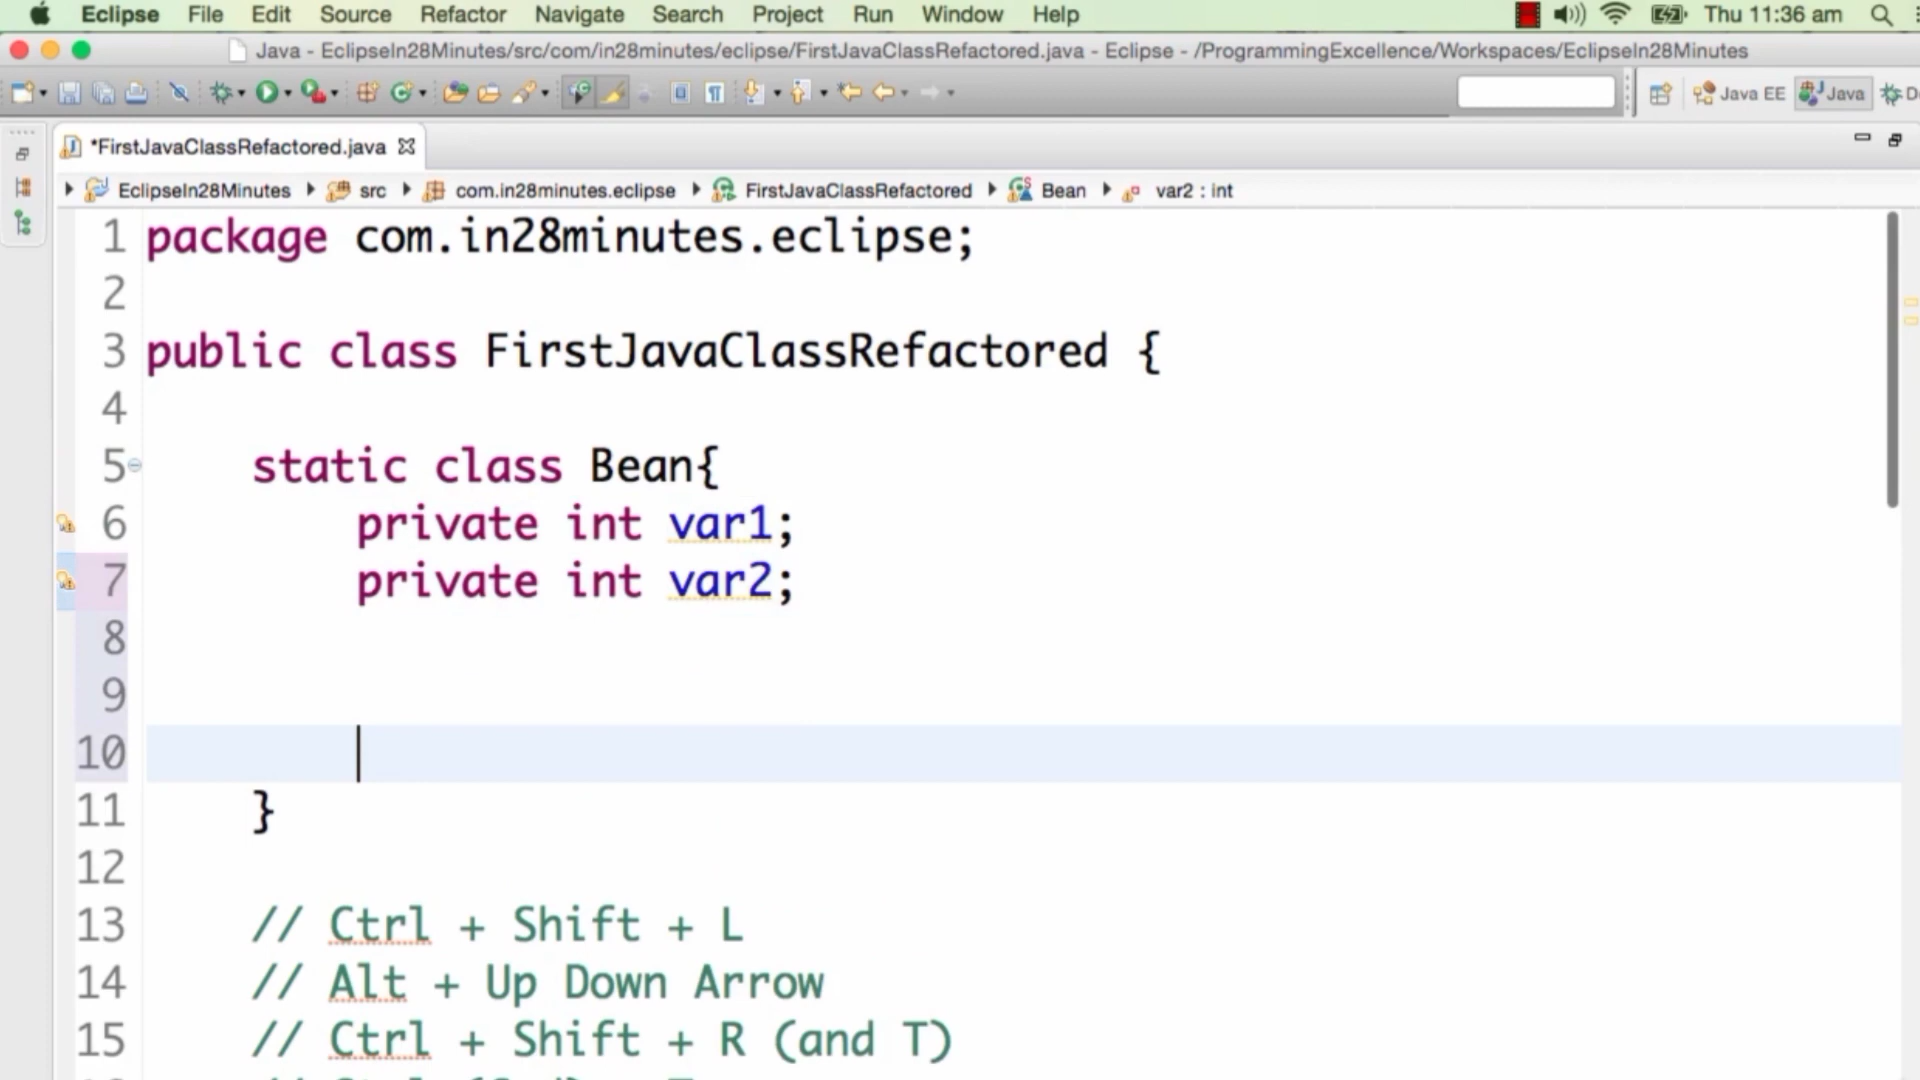 Eclipse File Edit Source Refactor Navigate Search Project Run Window Help Thu 11:36 am
Java - EclipseIn28Minutes/src/com/in28minutes/eclipse/FirstJavaClassRefactored.java - Eclipse - /ProgrammingExcellence/Workspaces/EclipseIn28Minutes
Java EE Java D
*FirstJavaClassRefactored.java
EclipseIn28Minutes src com.in28minutes.eclipse FirstJavaClassRefactored Bean var2 : int
1 package com.in28minutes.eclipse;
2
3 public class FirstJavaClassRefactored {
4
5 static class Bean{
6 private int var1;
7 private int var2;
8
9
10
11 }
12
13 // Ctrl + Shift + L
14 // Alt + Up Down Arrow
15 // Ctrl + Shift + R (and T)